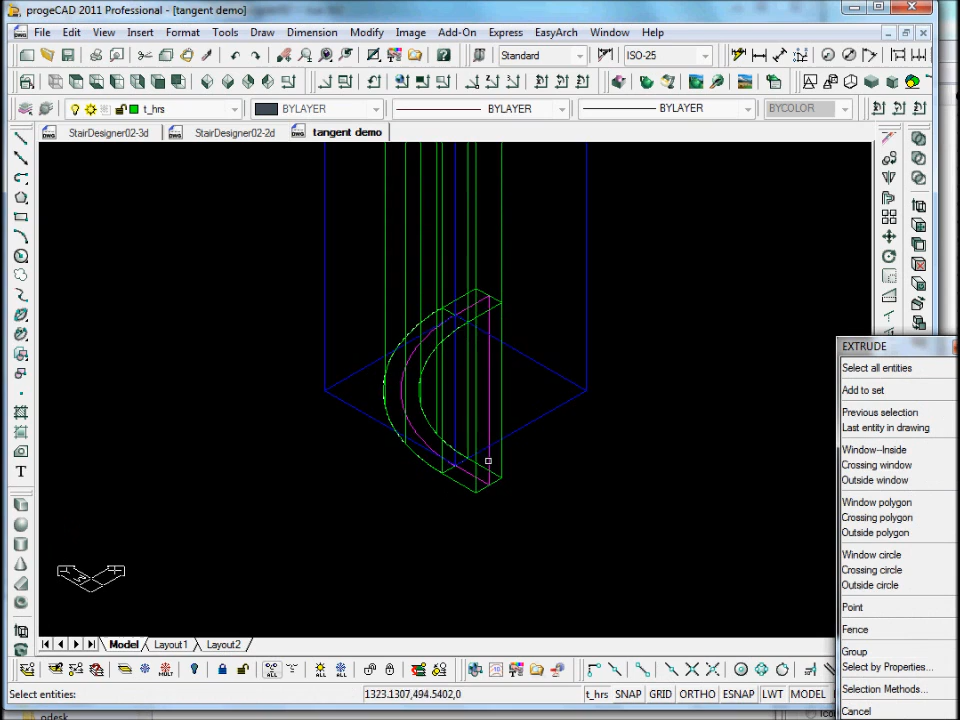 progeCAD 2011 Professional - [tangent demo]
File Edit View Insert Format Tools Draw Dimension Modify Image Add-On Express EasyArch Window Help
Standard ISO-25
t_hrs BYLAYER BYLAYER BYLAYER BYCOLOR
StairDesigner02-3d StairDesigner02-2d tangent demo
EXTRUDE
Select all entities
Add to set
Previous selection
Last entity in drawing
Window--Inside
Crossing window
Outside window
Window polygon
Crossing polygon
Outside polygon
Window circle
Crossing circle
Outside circle
Point
Fence
Group
Select by Properties...
Selection Methods...
Cancel
Model Layout1 Layout2
Select entities: 1323.1307,494.5402,0 t_hrs SNAP GRID ORTHO ESNAP LWT MODEL
odesk